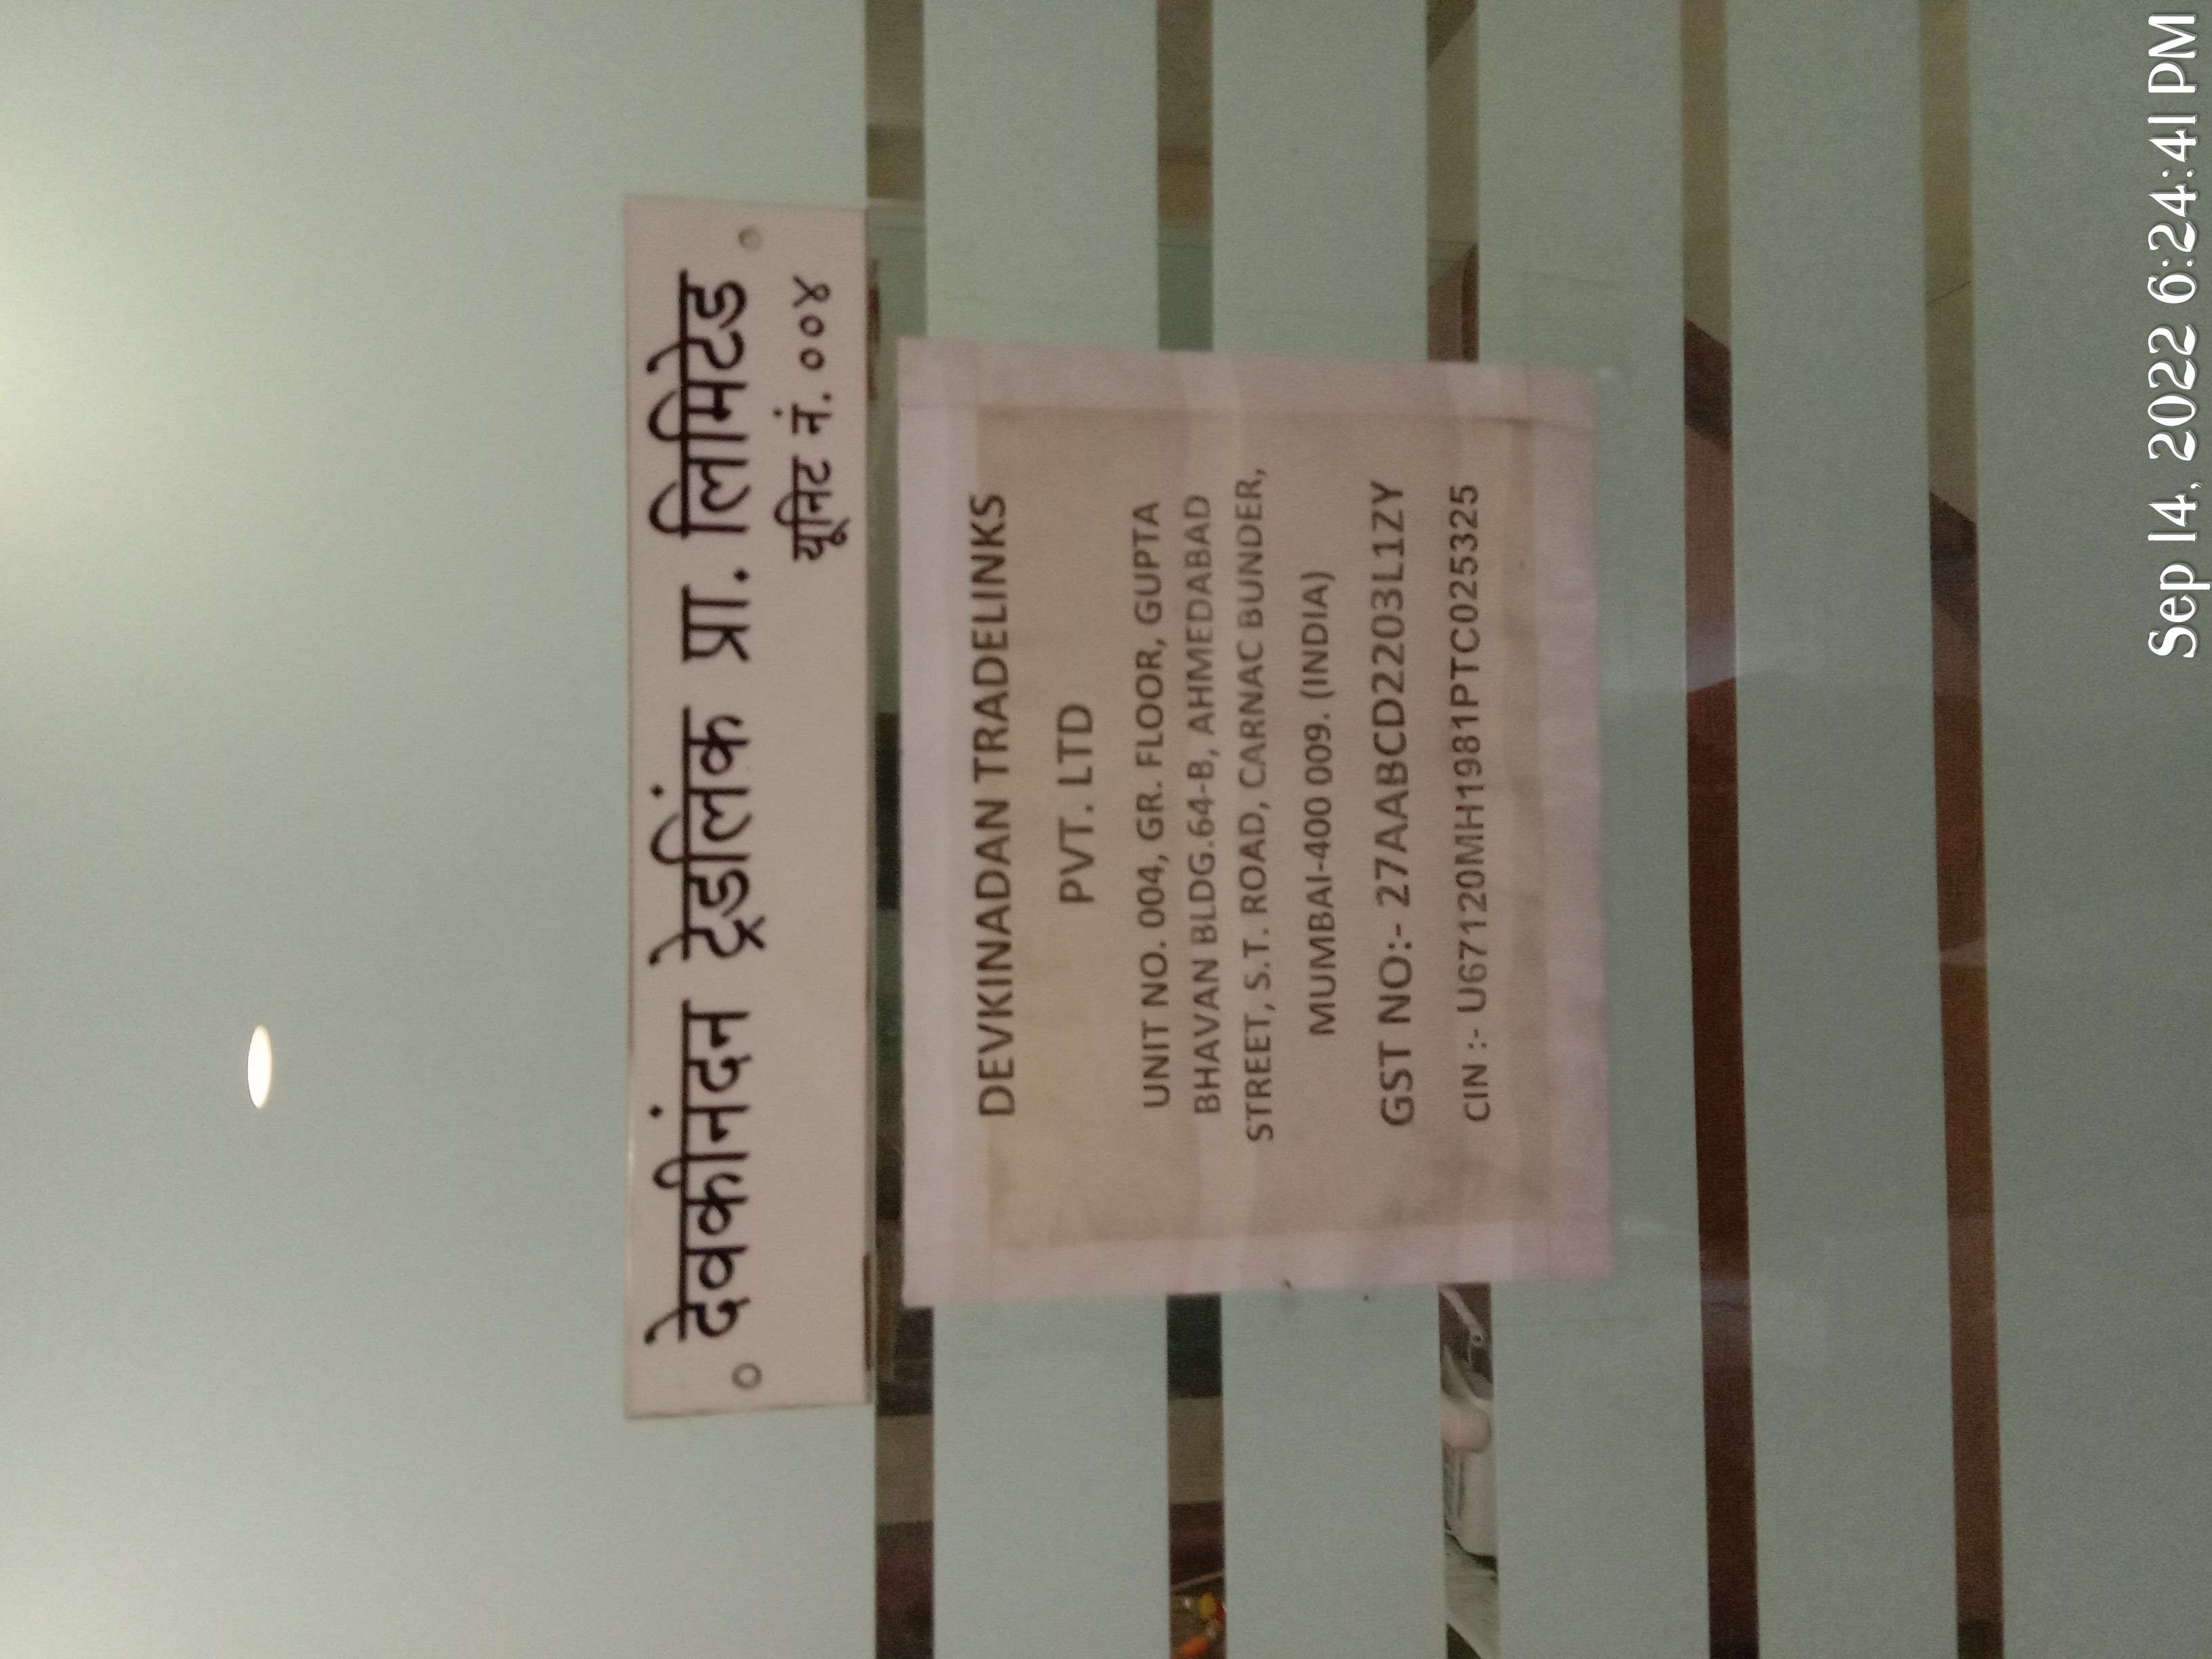 देवकीनंदन ट्रेडलिंक प्रा. लिमिटेड
यूनिट नं. ००४
DEVKINADAN TRADELINKS
PVT. LTD
UNIT NO. 004, GR. FLOOR, GUPTA
BHAVAN BLDG.64-B, AHMEDABAD
STREET, S.T. ROAD, CARNAC BUNDER,
MUMBAI-400 009. (INDIA)
GST NO:- 27AABCD2203L1ZY
CIN :- U67120MH1981PTC025325
Sep 14, 2022 6:24:41 PM